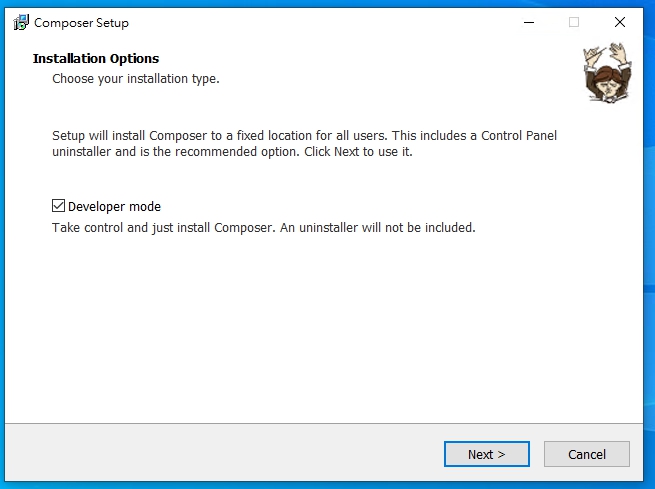 Composer Setup
Installation Options
Choose your installation type.
Setup will install Composer to a fixed location for all users. This includes a Control Panel
uninstaller and is the recommended option. Click Next to use it.
Developer mode
Take control and just install Composer. An uninstaller will not be included.
Next >
Cancel